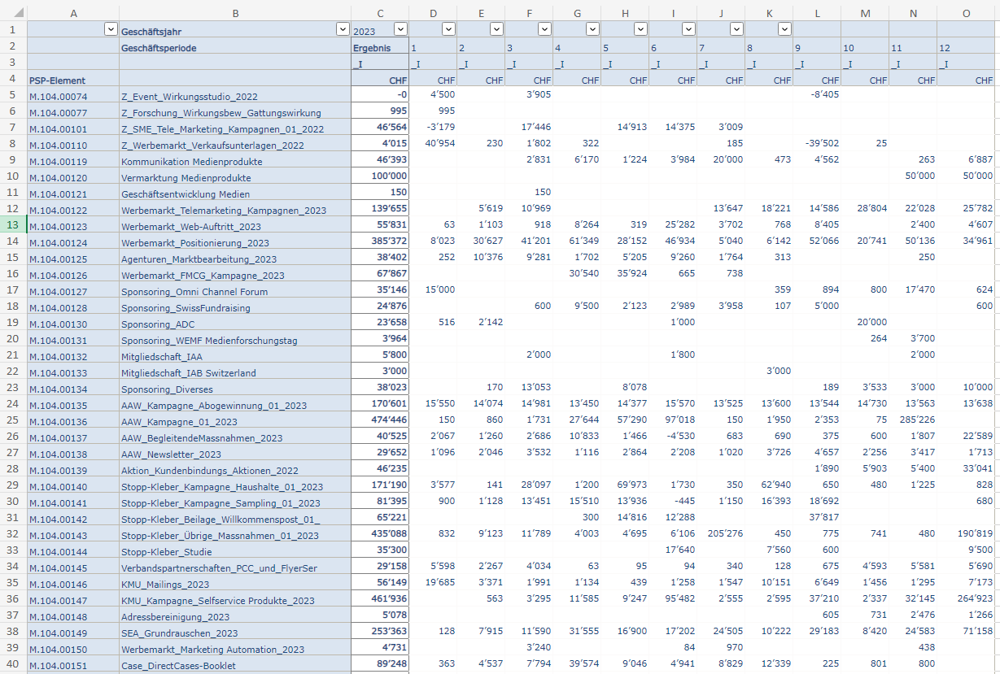 A B C D E F G H I J K L M N O
1 Geschäftsjahr 2023
2 Geschäftsperiode Ergebnis 1 2 3 4 5 6 7 8 9 10 11 12
3 _I _I _I _I _I _I _I _I _I _I _I _I _I
4 PSP-Element CHF CHF CHF CHF CHF CHF CHF CHF CHF CHF CHF CHF CHF
5 M.104.00074 Z_Event_Wirkungsstudio_2022 -0 4’500 3’905 -8’405
6 M.104.00077 Z_Forschung_Wirkungsbew_Gattungswirkung 995 995
7 M.104.00101 Z_SME_Tele_Marketing_Kampagnen_01_2022 46’564 -3’179 17’446 14’913 14’375 3’009
8 M.104.00110 Z_Werbemarkt_Verkaufsunterlagen_2022 4’015 40’954 230 1’802 322 185 -39’502 25
9 M.104.00119 Kommunikation Medienprodukte 46’393 2’831 6’170 1’224 3’984 20’000 473 4’562 263 6’887
10 M.104.00120 Vermarktung Medienprodukte 100’000 50’000 50’000
11 M.104.00121 Geschäftsentwicklung Medien 150 150
12 M.104.00122 Werbemarkt_Telemarketing_Kampagnen_2023 139’655 5’619 10’969 13’647 18’221 14’586 28’804 22’028 25’782
13 M.104.00123 Werbemarkt_Web-Auftritt_2023 55’831 63 1’103 918 8’264 319 25’282 3’702 768 8’405 2’400 4’607
14 M.104.00124 Werbemarkt_Positionierung_2023 385’372 8’023 30’627 41’201 61’349 28’152 46’934 5’040 6’142 52’066 20’741 50’136 34’961
15 M.104.00125 Agenturen_Marktbearbeitung_2023 38’402 252 10’376 9’281 1’702 5’205 9’260 1’764 313 250
16 M.104.00126 Werbemarkt_FMCG_Kampagne_2023 67’867 30’540 35’924 665 738
17 M.104.00127 Sponsoring_Omni Channel Forum 35’146 15’000 359 894 800 17’470 624
18 M.104.00128 Sponsoring_SwissFundraising 24’876 600 9’500 2’123 2’989 3’958 107 5’000 600
19 M.104.00130 Sponsoring_ADC 23’658 516 2’142 1’000 20’000
20 M.104.00131 Sponsoring_WEMF Medienforschungstag 3’964 264 3’700
21 M.104.00132 Mitgliedschaft_IAA 5’800 2’000 1’800 2’000
22 M.104.00133 Mitgliedschaft_IAB Switzerland 3’000 3’000
23 M.104.00134 Sponsoring_Diverses 38’023 170 13’053 8’078 189 3’533 3’000 10’000
24 M.104.00135 AAW_Kampagne_Abogewinnung_01_2023 170’601 15’550 14’074 14’981 13’450 14’377 15’570 13’525 13’600 13’544 14’730 13’563 13’638
25 M.104.00136 AAW_Kampagne_01_2023 474’446 150 860 1’731 27’644 57’290 97’018 150 1’950 2’353 75 285’226
26 M.104.00137 AAW_BegleitendeMassnahmen_2023 40’525 2’067 1’260 2’686 10’833 1’466 -4’530 683 690 375 600 1’807 22’589
27 M.104.00138 AAW_Newsletter_2023 29’652 1’096 2’046 3’532 1’116 2’864 2’208 1’020 3’726 4’657 2’256 3’417 1’713
28 M.104.00139 Aktion_Kundenbindungs_Aktionen_2022 46’235 1’890 5’903 5’400 33’041
29 M.104.00140 Stopp-Kleber_Kampagne_Haushalte_01_2023 171’190 3’577 141 28’097 1’200 69’973 1’730 350 62’940 650 480 1’225 828
30 M.104.00141 Stopp-Kleber_Kampagne_Sampling_01_2023 81’395 900 1’128 13’451 15’510 13’936 -445 1’150 16’393 18’692 680
31 M.104.00142 Stopp-Kleber_Beilage_Willkommenspost_01_ 65’221 300 14’816 12’288 37’817
32 M.104.00143 Stopp-Kleber_Übrige_Massnahmen_01_2023 435’088 832 9’123 11’789 4’003 4’695 6’106 205’276 450 775 741 480 190’819
33 M.104.00144 Stopp-Kleber_Studie 35’300 17’640 7’560 600 9’500
34 M.104.00145 Verbandspartnerschaften_PCC_und_FlyerSer 29’158 5’598 2’267 4’034 63 95 94 340 128 675 4’593 5’581 5’690
35 M.104.00146 KMU_Mailings_2023 56’149 19’685 3’371 1’991 1’134 439 1’258 1’547 10’151 6’649 1’456 1’295 7’173
36 M.104.00147 KMU_Kampagne_Selfservice Produkte_2023 461’936 563 3’295 11’585 9’247 95’482 2’555 2’595 37’210 2’337 32’145 264’923
37 M.104.00148 Adressbereinigung_2023 5’078 605 731 2’476 1’266
38 M.104.00149 SEA_Grundrauschen_2023 253’363 128 7’915 11’590 31’555 16’900 17’202 24’505 10’222 29’183 8’420 24’583 71’158
39 M.104.00150 Werbemarkt_Marketing Automation_2023 4’731 3’240 84 970 438
40 M.104.00151 Case_DirectCases-Booklet 89’248 363 4’537 7’794 39’574 9’046 4’941 8’829 12’339 225 801 800